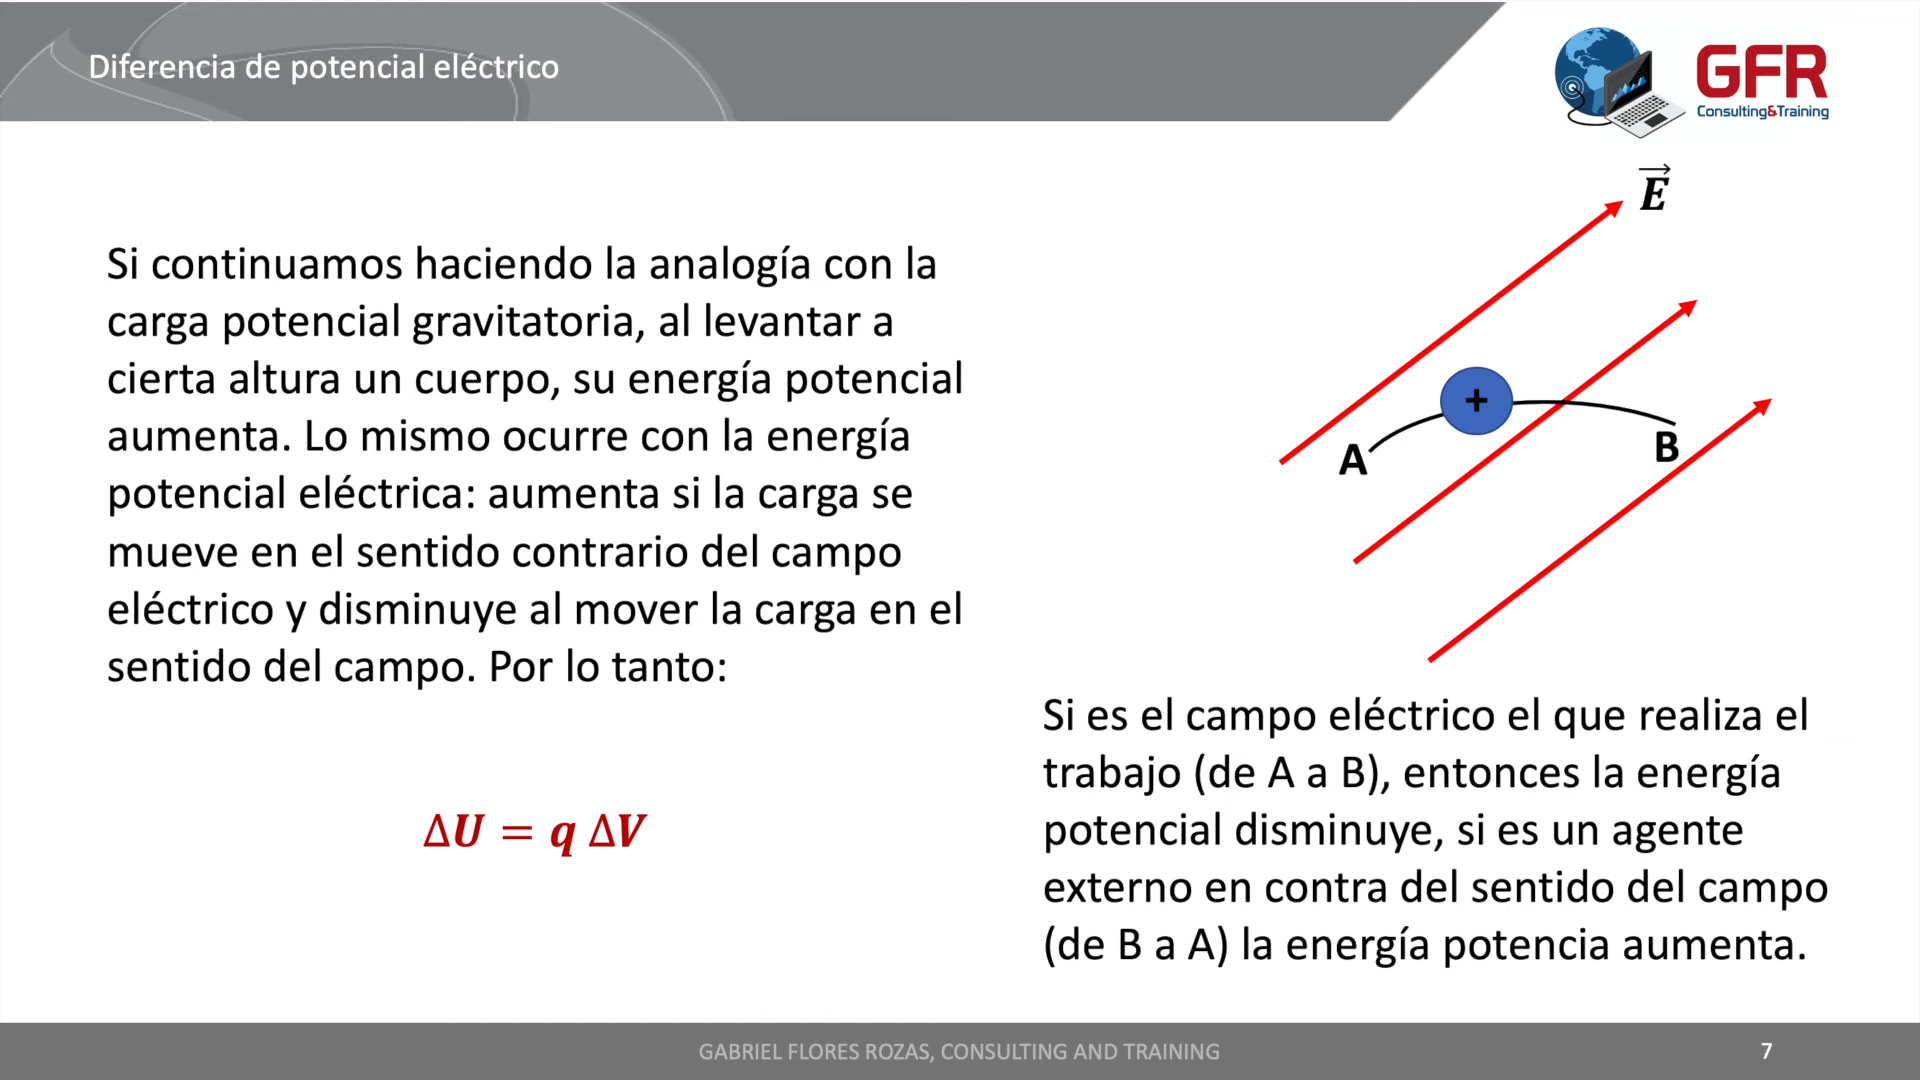 Diferencia de potencial eléctrico
GFR
Consulting&Training
Si continuamos haciendo la analogía con la
carga potencial gravitatoria, al levantar a
cierta altura un cuerpo, su energía potencial
aumenta. Lo mismo ocurre con la energía
potencial eléctrica: aumenta si la carga se
mueve en el sentido contrario del campo
eléctrico y disminuye al mover la carga en el
sentido del campo. Por lo tanto:
ΔU = q ΔV
E⃗
+
A
B
Si es el campo eléctrico el que realiza el
trabajo (de A a B), entonces la energía
potencial disminuye, si es un agente
externo en contra del sentido del campo
(de B a A) la energía potencia aumenta.
GABRIEL FLORES ROZAS, CONSULTING AND TRAINING
7